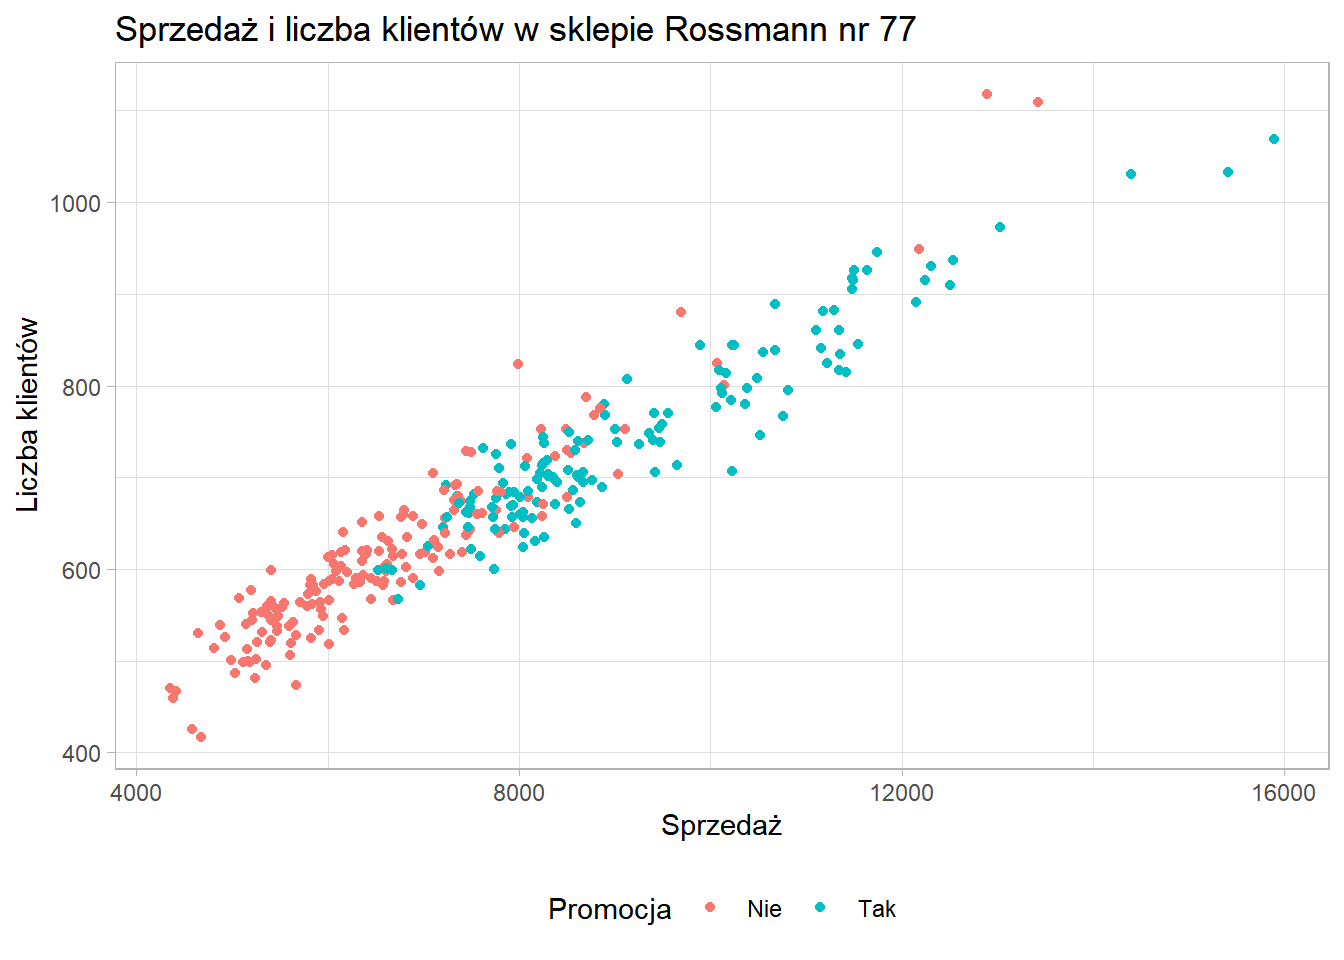 Sprzedaż i liczba klientów w sklepie Rossmann nr 77
Liczba klientów
1000
800
600
400
4000 8000 12000 16000
Sprzedaż
Promocja Nie Tak